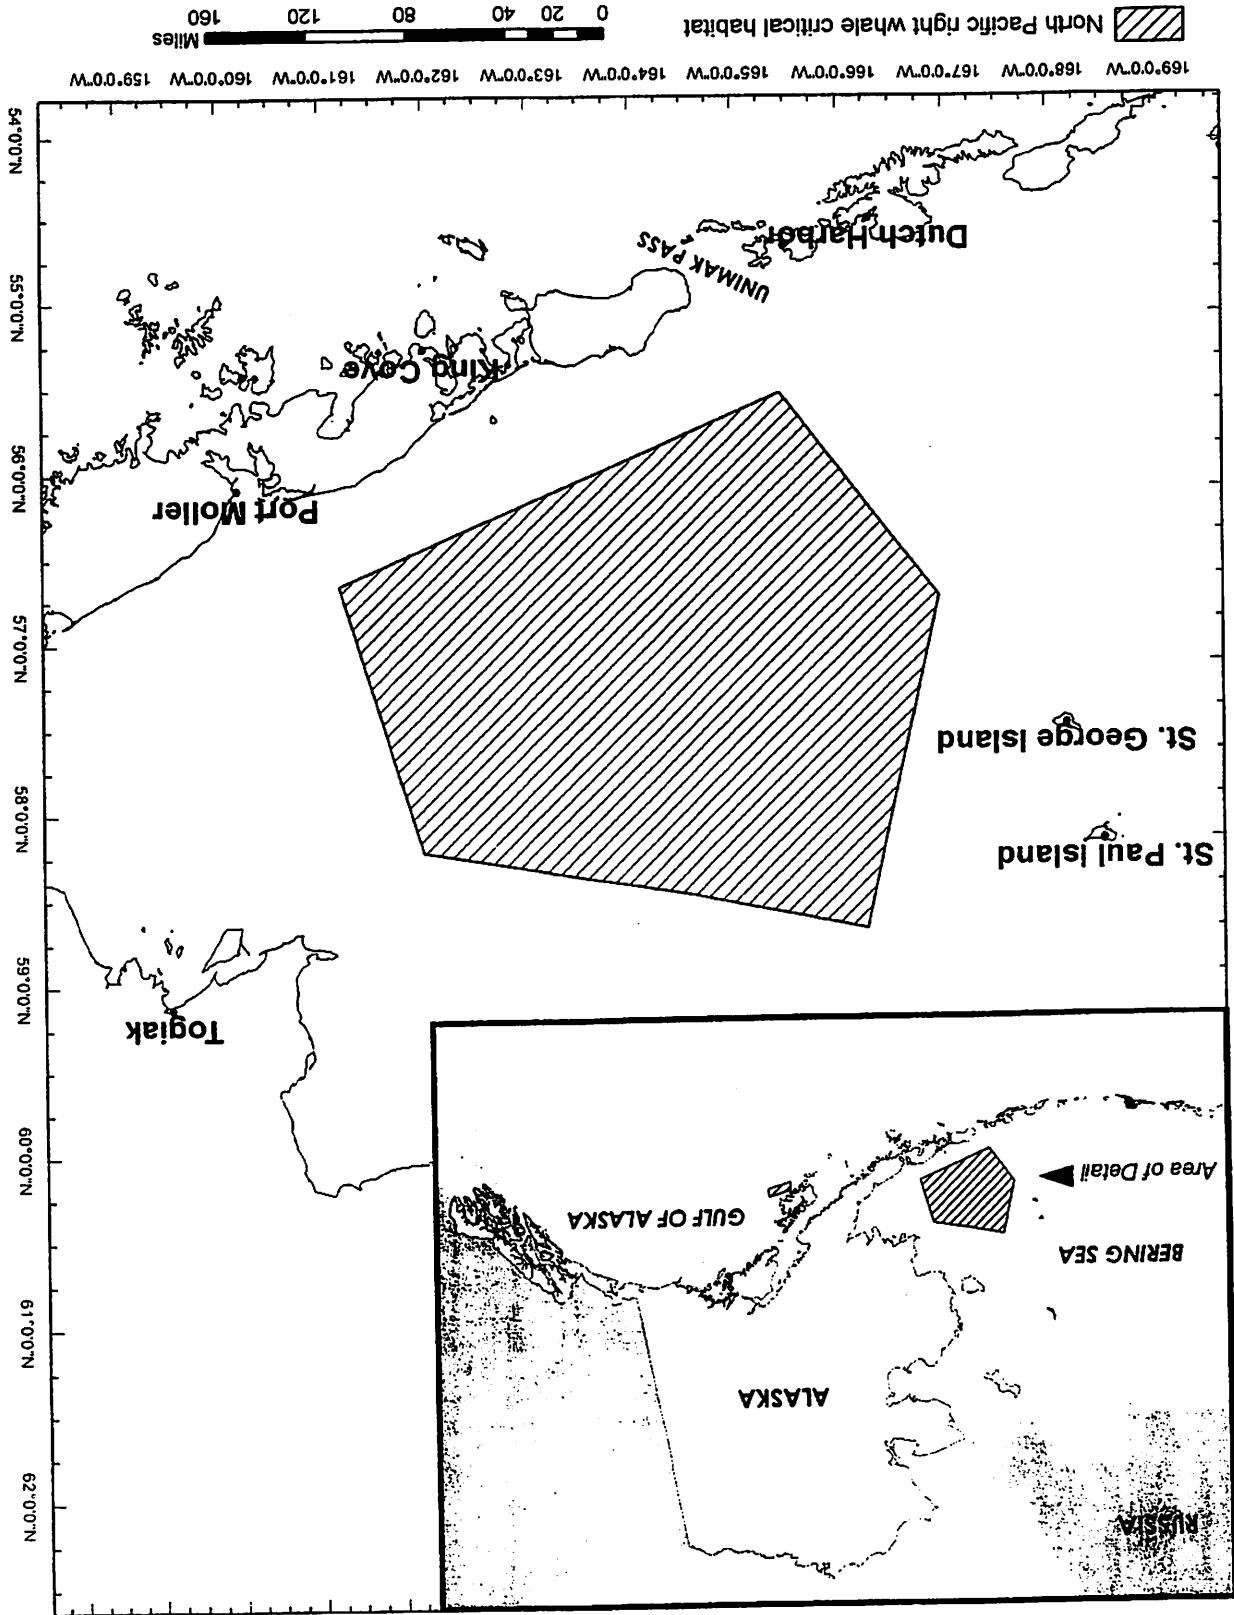 62°0'0"N
RUSSIA
ALASKA
61°0'0"N
BERING SEA
GULF OF ALASKA
Area of Detail
60°0'0"N
Togiak
59°0'0"N
St. Paul Island
58°0'0"N
St. George Island
57°0'0"N
Port Moller
56°0'0"N
King Cove
55°0'0"N
UNIMAK PASS
Dutch Harbor
54°0'0"N
169°0'0"W 168°0'0"W 167°0'0"W 166°0'0"W 165°0'0"W 164°0'0"W 163°0'0"W 162°0'0"W 161°0'0"W 160°0'0"W 159°0'0"W
North Pacific right whale critical habitat
Miles
0 20 40 80 120 160